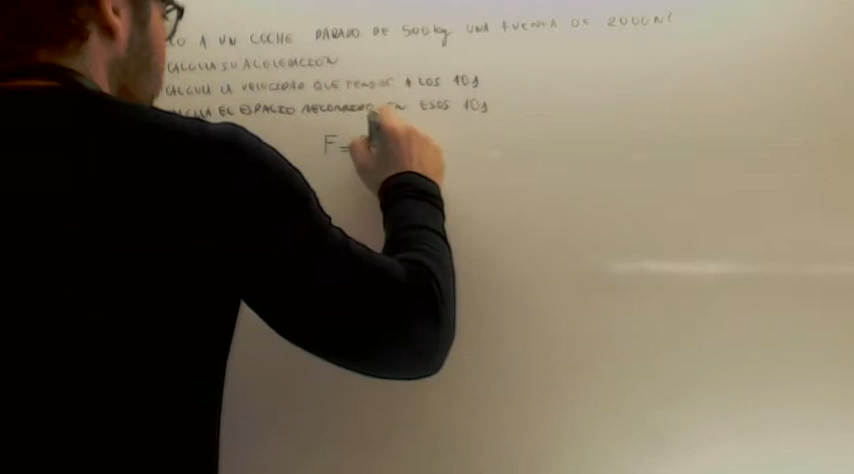 A UN COCHE PARADO DE 500kg UNA FUERZA DE 2000N?
CALCULA SU ACELERACION
CALCULA LA VELOCIDAD QUE TENDRÁ A LOS 10s
CALCULA EL ESPACIO RECORRIDO EN ESOS 10s
F=